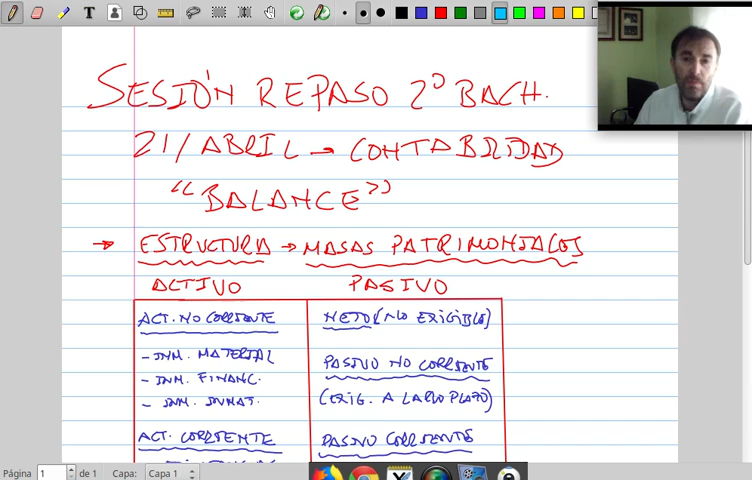 SESIÓN REPASO 2º BACH.
21/ABRIL → CONTABILIDAD
"BALANCE"
→ ESTRUCTURA → MASAS PATRIMONIALES
ACTIVO PASIVO
ACT. NO CORRIENTE NETO (NO EXIGIBLE)
- INM. MATERIAL PASIVO NO CORRIENTE
- INM. FINANC.
- INM. INMAT. (EXIG. A LARGO PLAZO)
ACT. CORRIENTE PASIVO CORRIENTE
Página 1 de 1 Capa: Capa 1